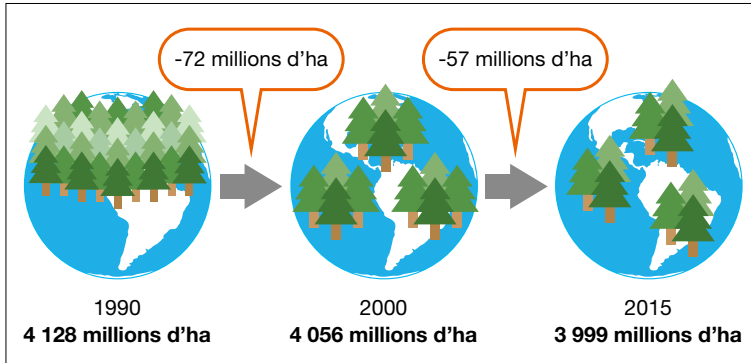 -72 millions d'ha
-57 millions d'ha
1990
4 128 millions d'ha
2000
4 056 millions d'ha
2015
3 999 millions d'ha